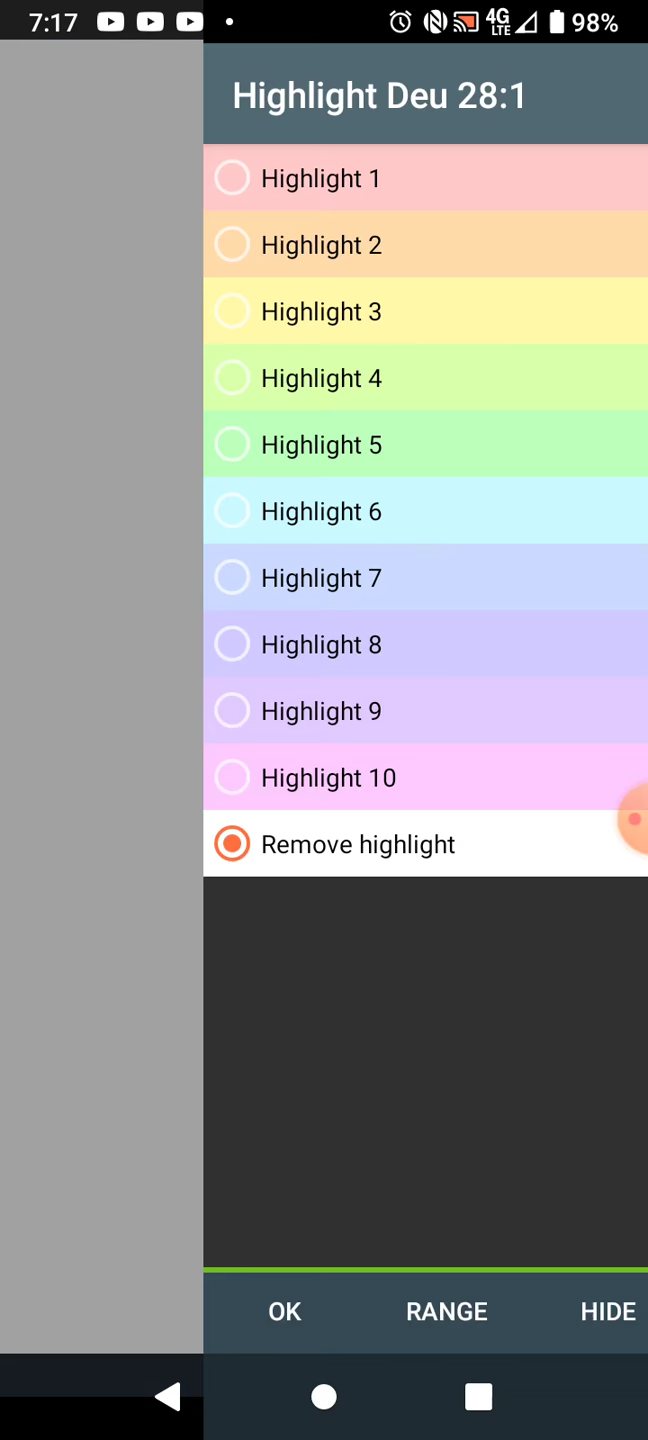 7:17
4G
LTE
98%
Highlight Deu 28:1
Highlight 1
Highlight 2
Highlight 3
Highlight 4
Highlight 5
Highlight 6
Highlight 7
Highlight 8
Highlight 9
Highlight 10
Remove highlight
OK RANGE HIDE